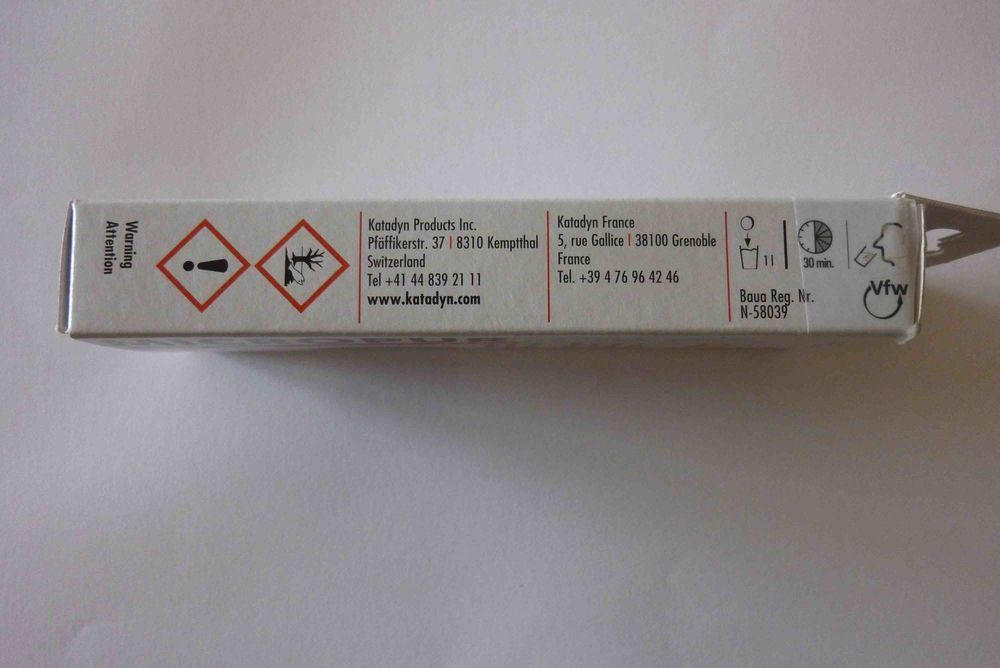 Warning
Attention
Katadyn Products Inc.
Pfäffikerstr. 37 | 8310 Kemptthal
Switzerland
Tel +41 44 839 21 11
www.katadyn.com
Katadyn France
5, rue Gallice | 38100 Grenoble
France
Tel. +39 4 76 96 42 46
1 l
30 min.
Baua Reg. Nr.
N-58039
Vfw